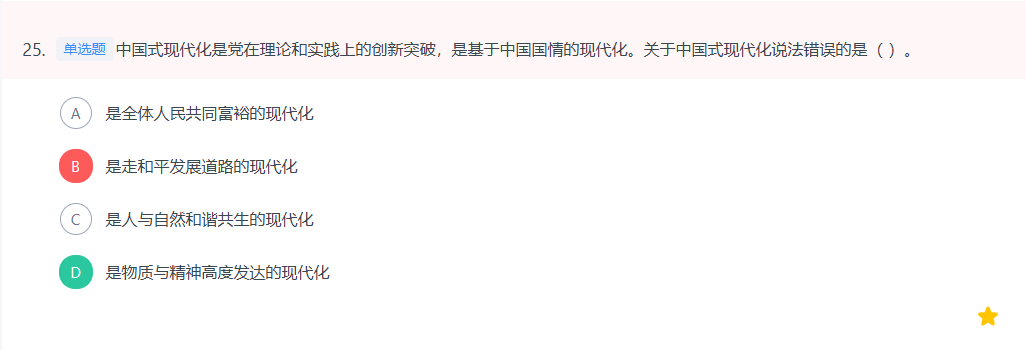 25. 单选题 中国式现代化是党在理论和实践上的创新突破，是基于中国国情的现代化。关于中国式现代化说法错误的是（ ）。
A 是全体人民共同富裕的现代化
B 是走和平发展道路的现代化
C 是人与自然和谐共生的现代化
D 是物质与精神高度发达的现代化